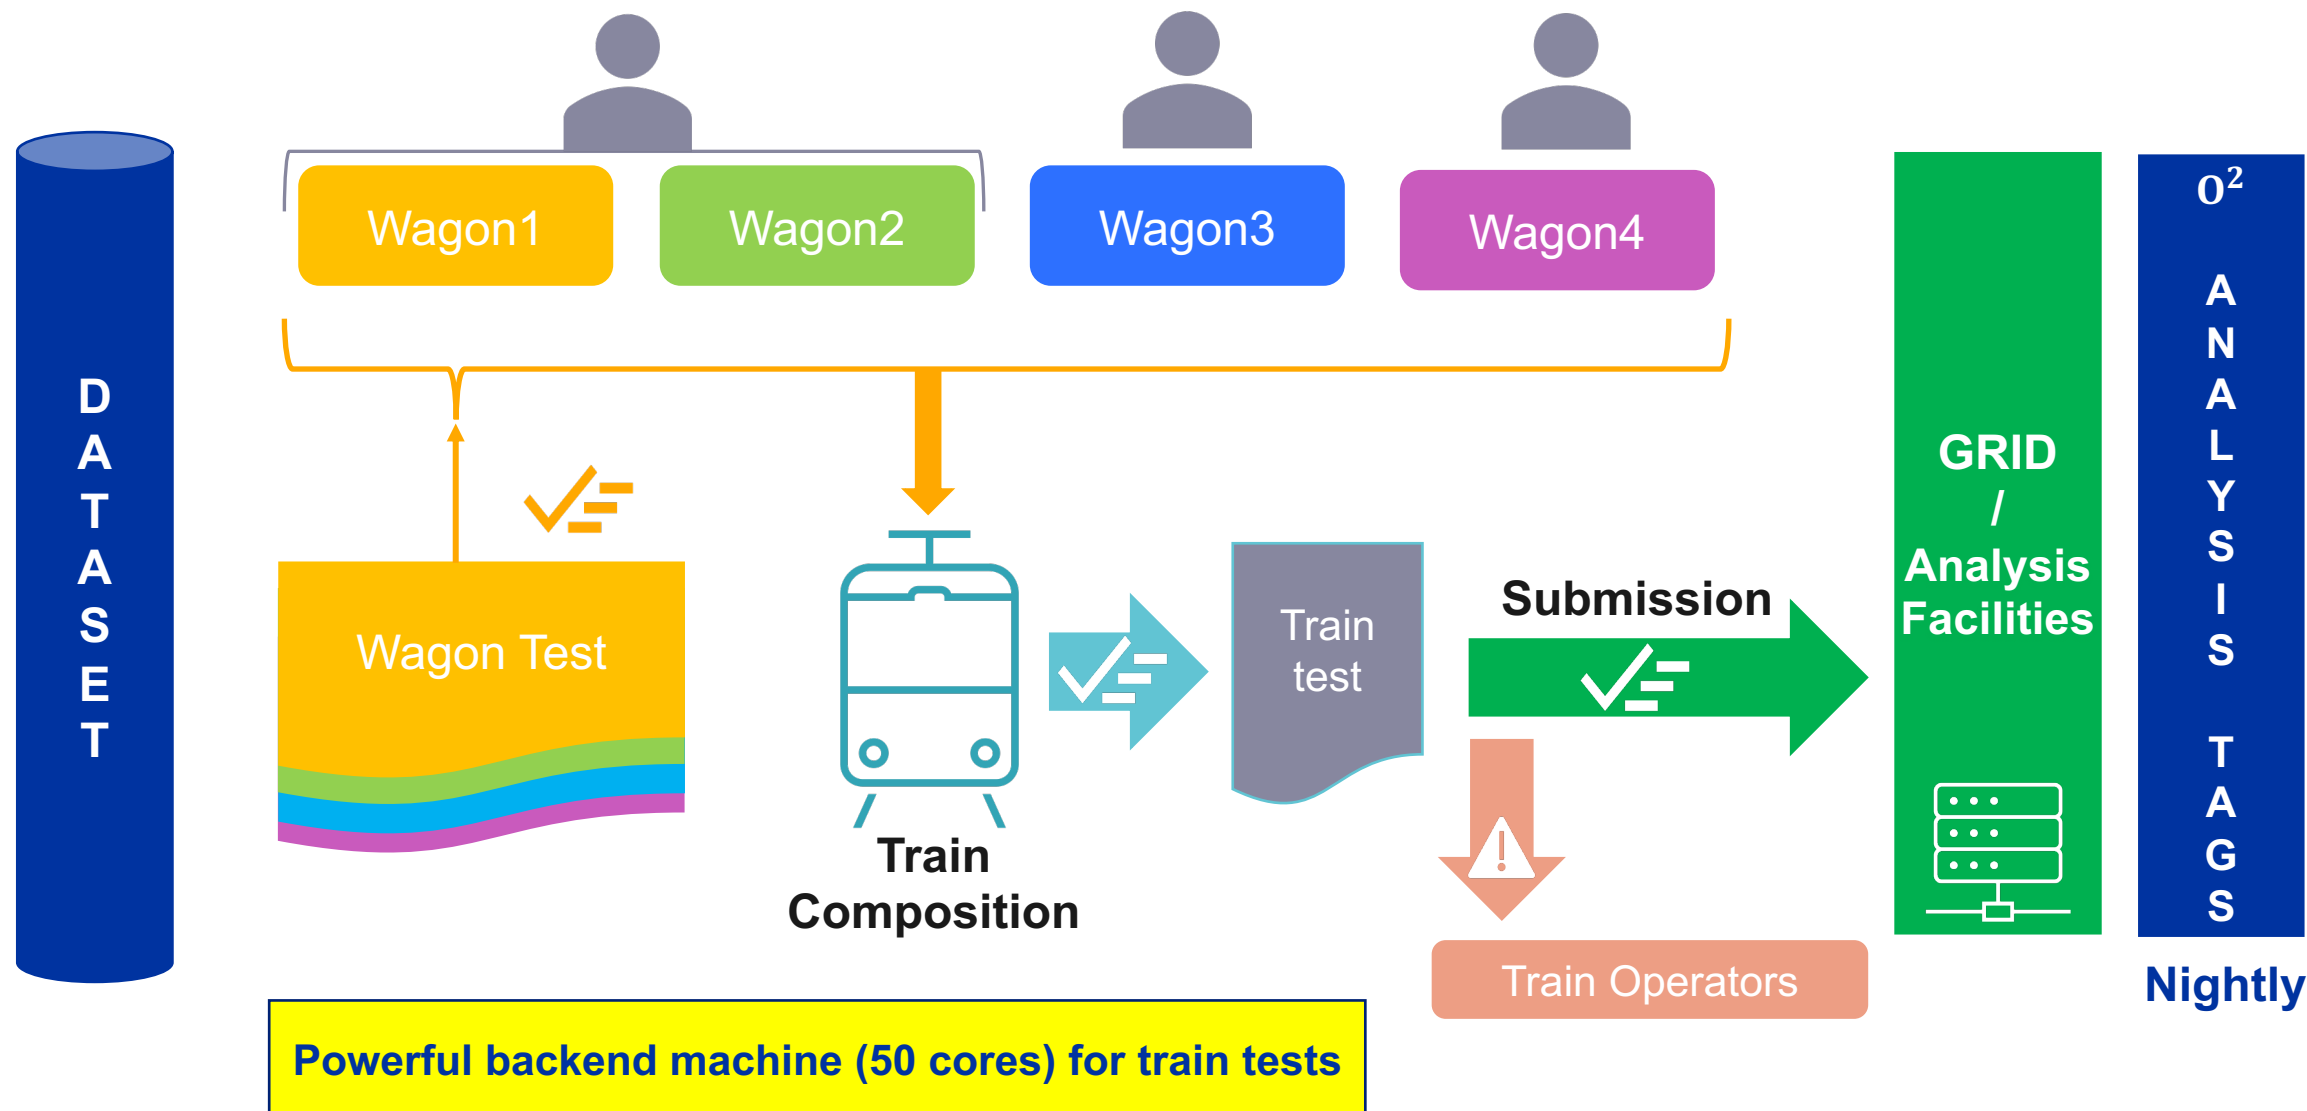 DATASET
Wagon1
Wagon2
Wagon3
Wagon4
Wagon Test
Train
Composition
Train
test
Submission
Train Operators
GRID
/
Analysis
Facilities
O² ANALYSIS TAGS
Nightly
Powerful backend machine (50 cores) for train tests